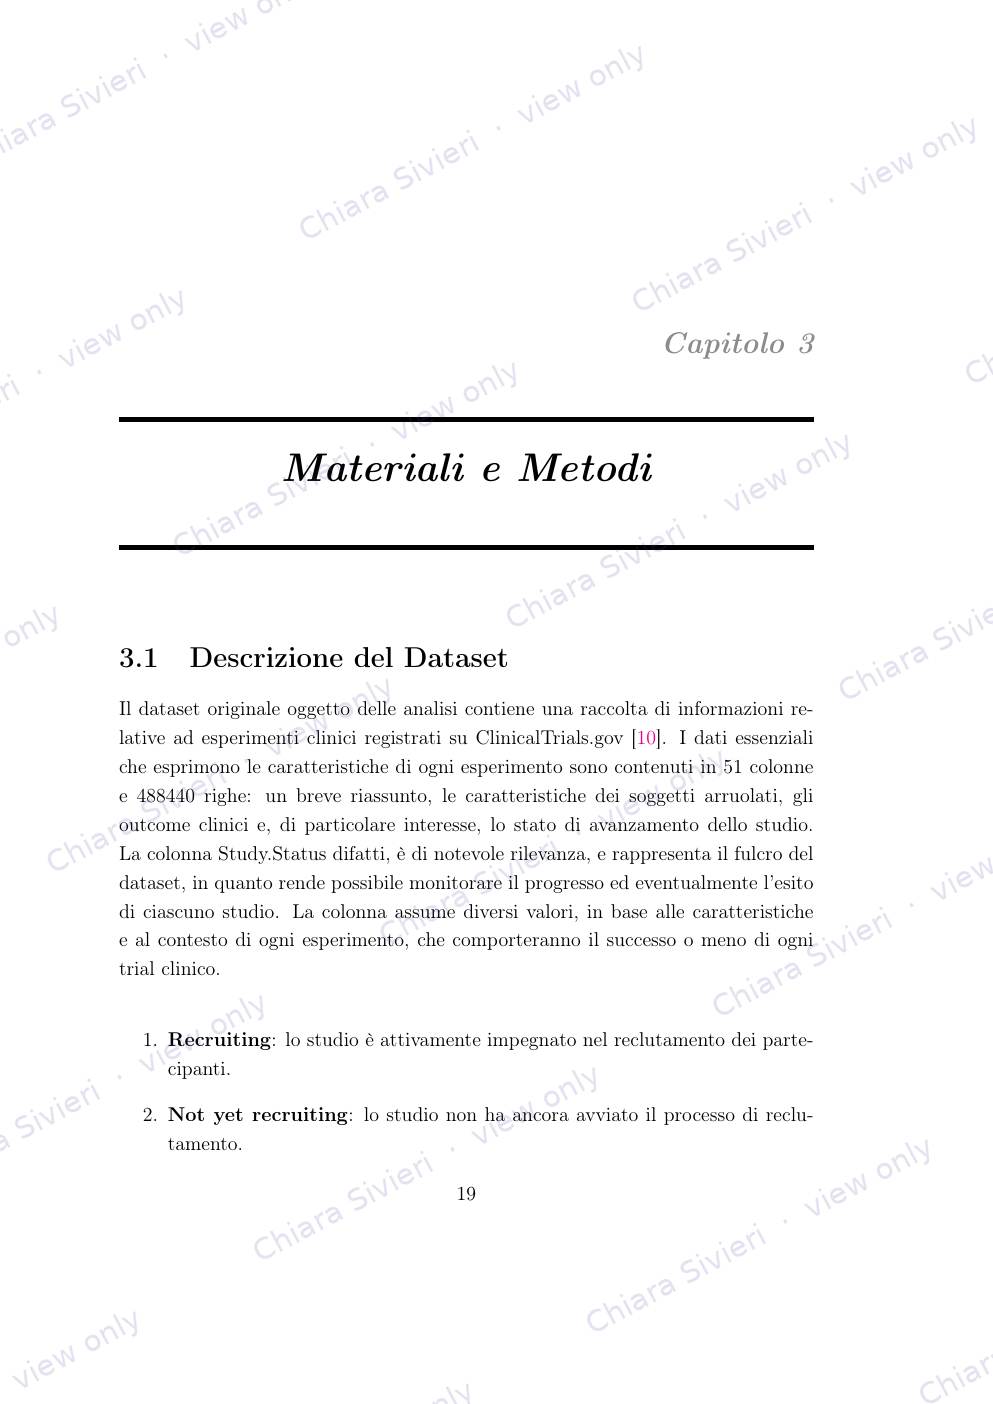 Capitolo 3
Materiali e Metodi
3.1 Descrizione del Dataset
Il dataset originale oggetto delle analisi contiene una raccolta di informazioni re-
lative ad esperimenti clinici registrati su ClinicalTrials.gov [10]. I dati essenziali
che esprimono le caratteristiche di ogni esperimento sono contenuti in 51 colonne
e 488440 righe: un breve riassunto, le caratteristiche dei soggetti arruolati, gli
outcome clinici e, di particolare interesse, lo stato di avanzamento dello studio.
La colonna Study.Status difatti, è di notevole rilevanza, e rappresenta il fulcro del
dataset, in quanto rende possibile monitorare il progresso ed eventualmente l'esito
di ciascuno studio. La colonna assume diversi valori, in base alle caratteristiche
e al contesto di ogni esperimento, che comporteranno il successo o meno di ogni
trial clinico.
1. Recruiting: lo studio è attivamente impegnato nel reclutamento dei parte-
cipanti.
2. Not yet recruiting: lo studio non ha ancora avviato il processo di reclu-
tamento.
19
Chiara Sivieri · view only